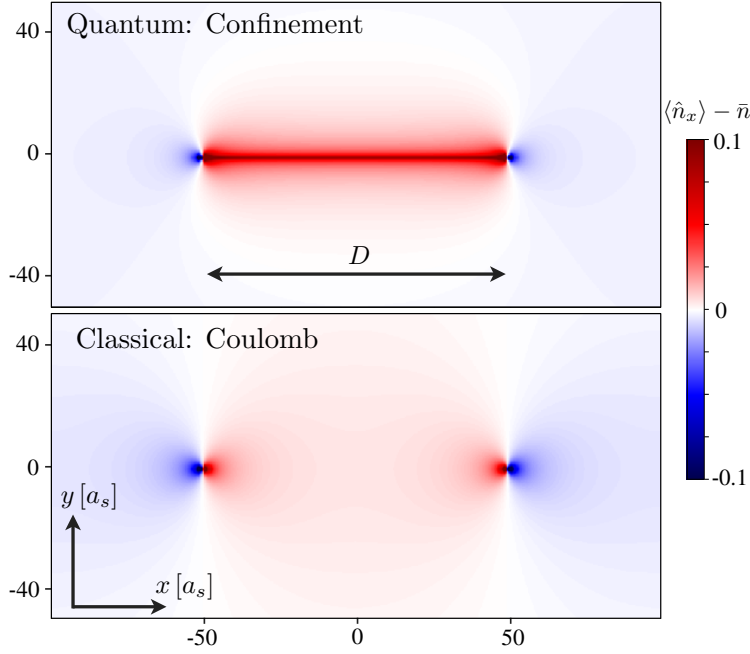 Quantum: Confinement
40
0
-40
D
⟨n̂ₓ⟩ − n̄
0.1
0
-0.1
Classical: Coulomb
40
0
-40
y [aₛ]
x [aₛ]
-50
0
50